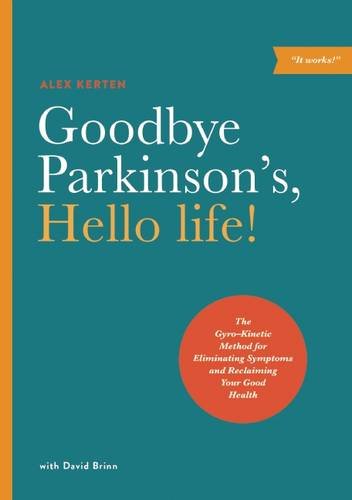 "It works!"
ALEX KERTEN
Goodbye
Parkinson's,
Hello life!
The
Gyro–Kinetic
Method for
Eliminating Symptoms
and Reclaiming
Your Good
Health
with David Brinn